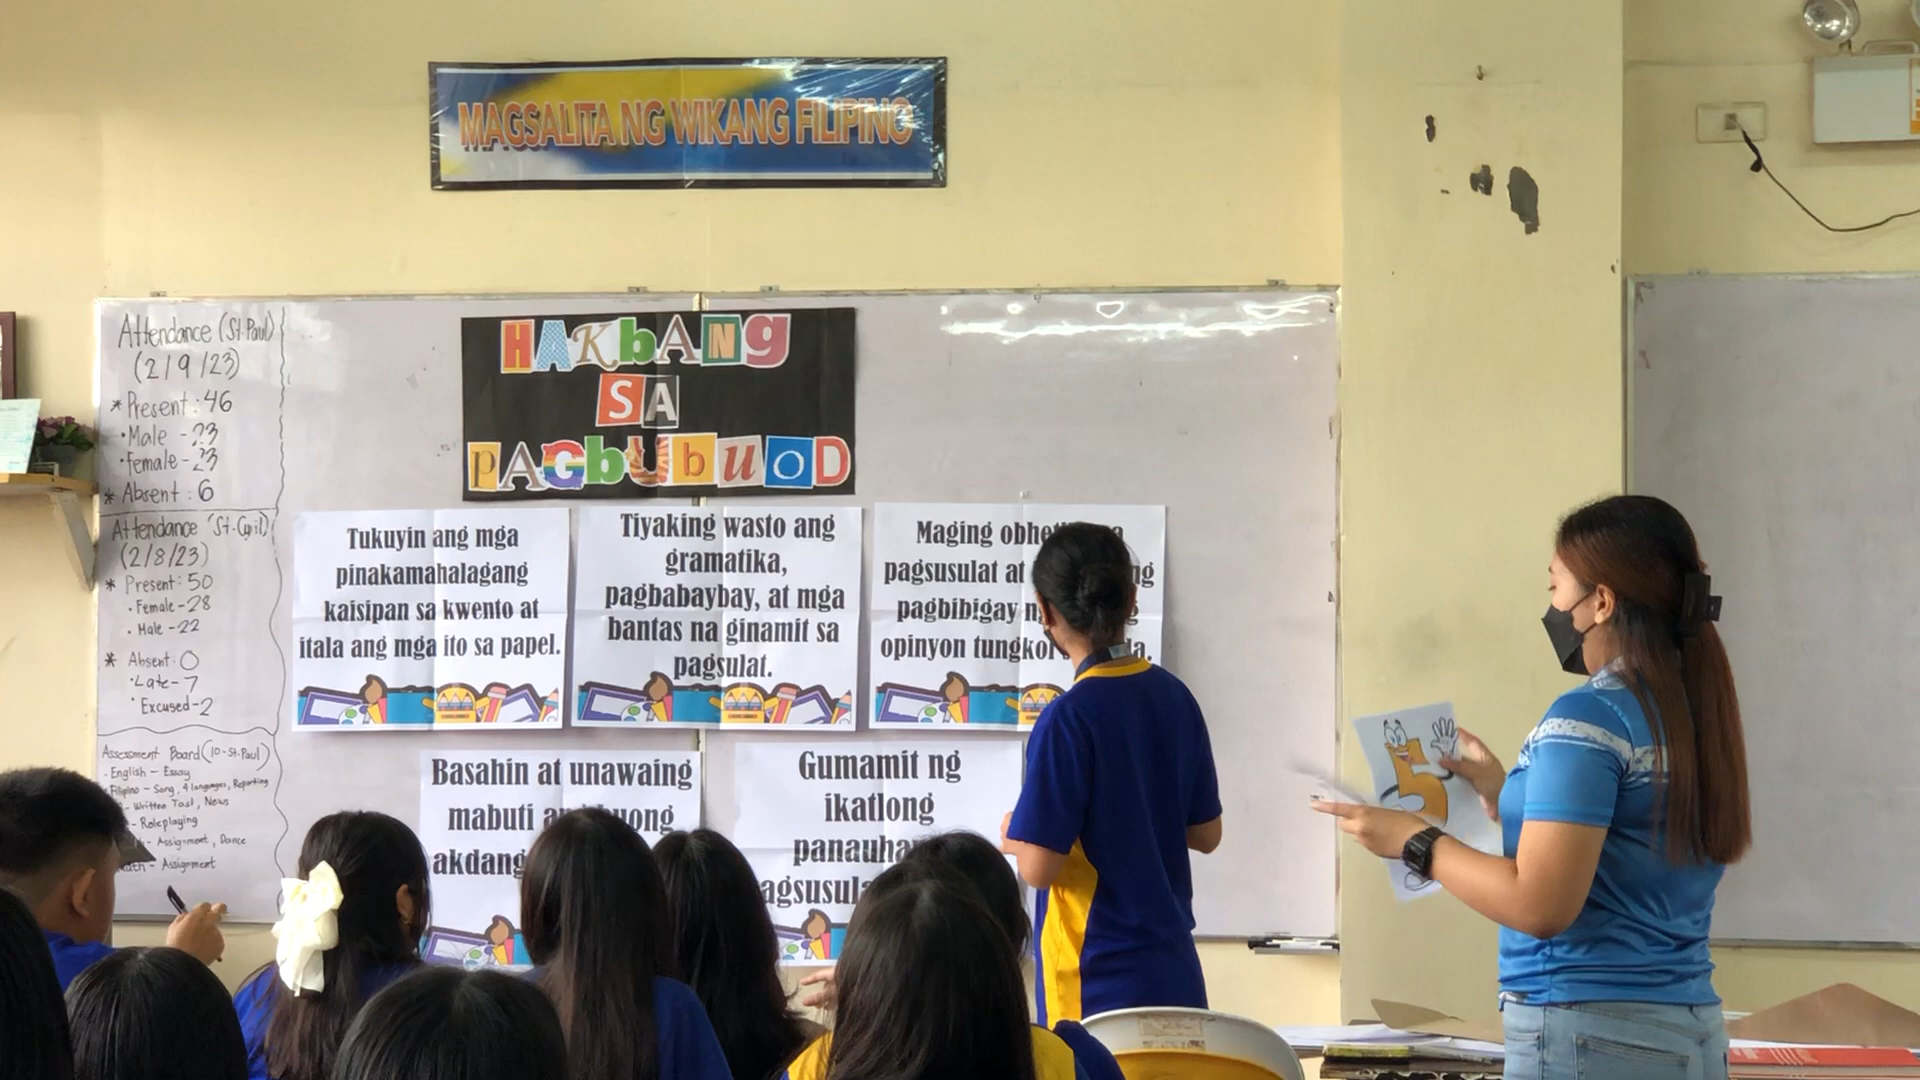 MAGSALITA NG WIKANG FILIPINO
HAKbANg
SA
PAGbUbuOD
Attendance (St. Paul)
(2/9/23)
* Present: 46
• Male - 23
• female - 23
* Absent: 6
Attendance (St. Cyril)
(2/8/23)
* Present: 50
• Female - 28
• Male - 22
* Absent: 0
• Late - 7
• Excused - 2
Assessment Board (10-St. Paul)
• English - Essay
Filipino - Song, 4 languages, Reporting
- Written Task, News
- Roleplaying
- Assignment, Dance
Math - Assignment
Tukuyin ang mga
pinakamahalagang
kaisipan sa kwento at
itala ang mga ito sa papel.
Tiyaking wasto ang
gramatika,
pagbabaybay, at mga
bantas na ginamit sa
pagsulat.
Maging
pagsusulat at
pagbibigay
opinyon tungkol
Basahin at unawaing
mabuti
akdang
Gumamit ng
ikatlong
5